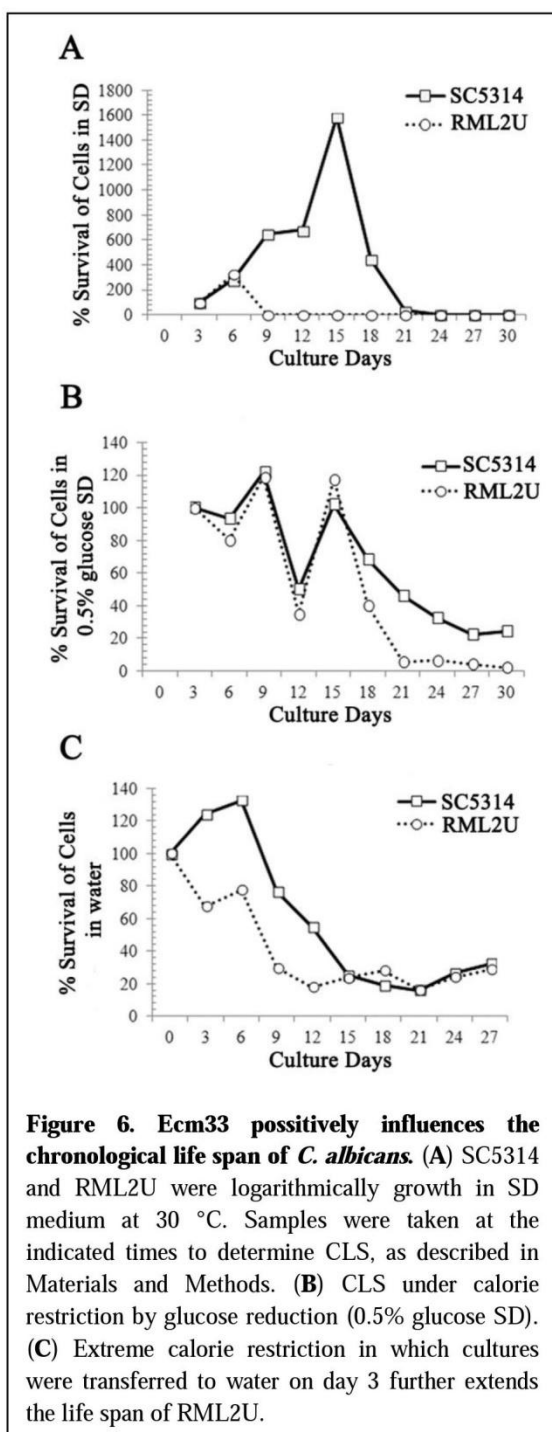 A
% Survival of Cells in SD
1800
1600
1400
1200
1000
800
600
400
200
0
SC5314
RML2U
0 3 6 9 12 15 18 21 24 27 30
Culture Days
B
% Survival of Cells in
0.5% glucose SD
140
120
100
80
60
40
20
0
SC5314
RML2U
0 3 6 9 12 15 18 21 24 27 30
Culture Days
C
% Survival of Cells
in water
140
120
100
80
60
40
20
0
SC5314
RML2U
0 3 6 9 12 15 18 21 24 27
Culture Days
Figure 6. Ecm33 possitively influences the
chronological life span of C. albicans. (A) SC5314
and RML2U were logarithmically growth in SD
medium at 30 °C. Samples were taken at the
indicated times to determine CLS, as described in
Materials and Methods. (B) CLS under calorie
restriction by glucose reduction (0.5% glucose SD).
(C) Extreme calorie restriction in which cultures
were transferred to water on day 3 further extends
the life span of RML2U.